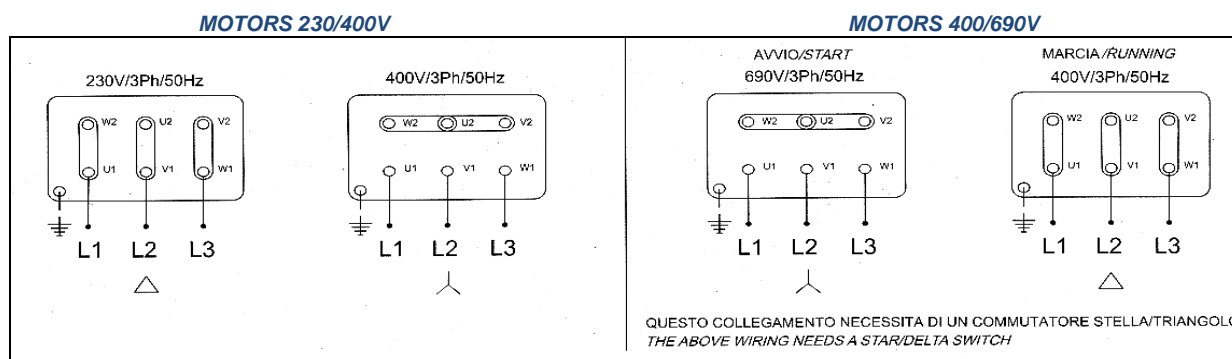 MOTORS 230/400V
MOTORS 400/690V
230V/3Ph/50Hz
W2 U2 V2
U1 V1 W1
L1 L2 L3
400V/3Ph/50Hz
W2 U2 V2
U1 V1 W1
L1 L2 L3
AVVIO/START
690V/3Ph/50Hz
W2 U2 V2
U1 V1 W1
L1 L2 L3
MARCIA/RUNNING
400V/3Ph/50Hz
W2 U2 V2
U1 V1 W1
L1 L2 L3
QUESTO COLLEGAMENTO NECESSITA DI UN COMMUTATORE STELLA/TRIANGOLO
THE ABOVE WIRING NEEDS A STAR/DELTA SWITCH